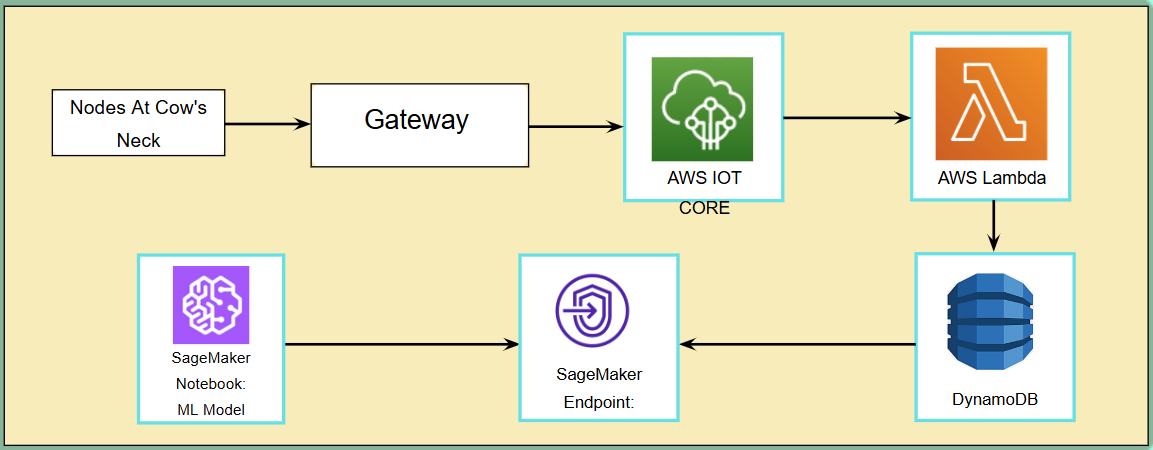 Nodes At Cow's
Neck
Gateway
AWS IOT
CORE
AWS Lambda
SageMaker
Notebook:
ML Model
SageMaker
Endpoint:
DynamoDB